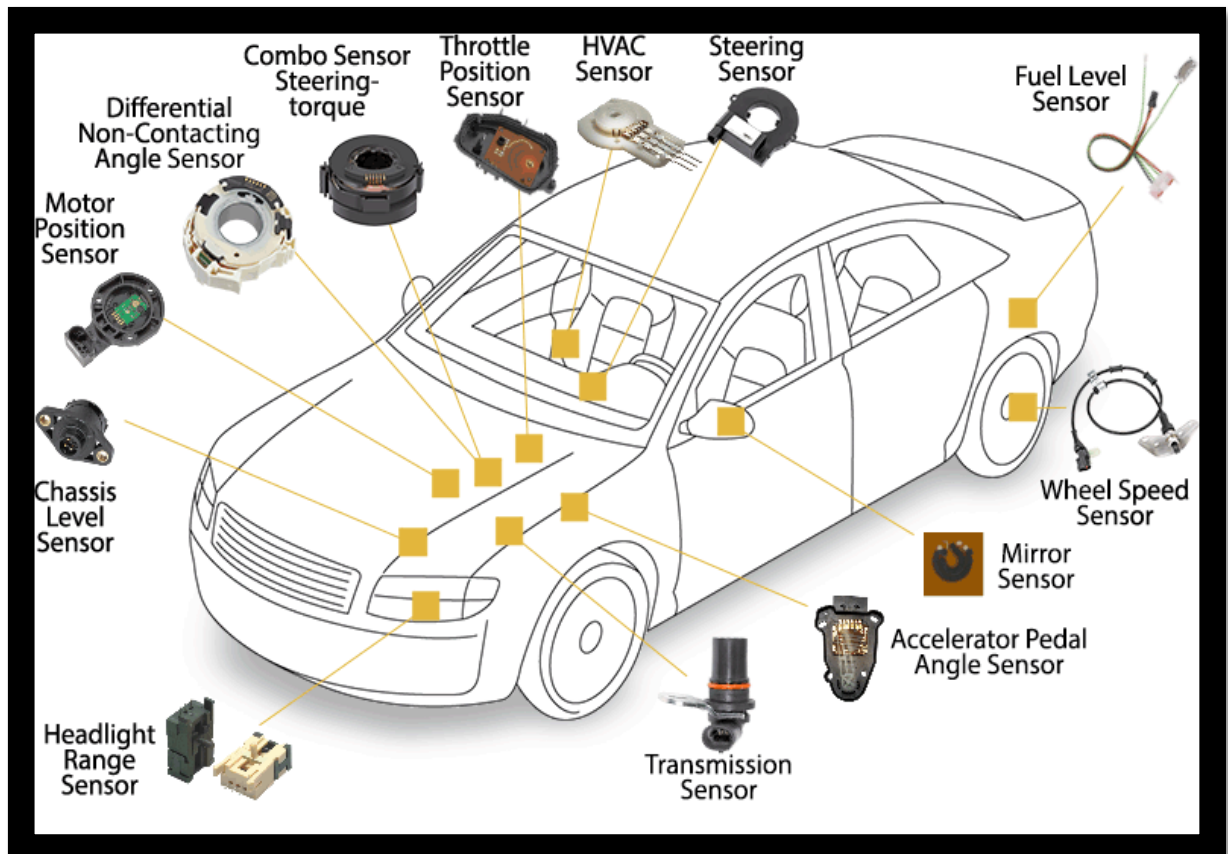 Combo Sensor
Steering-
torque
Throttle
Position
Sensor
HVAC
Sensor
Steering
Sensor
Fuel Level
Sensor
Differential
Non-Contacting
Angle Sensor
Motor
Position
Sensor
Chassis
Level
Sensor
Wheel Speed
Sensor
Mirror
Sensor
Accelerator Pedal
Angle Sensor
Headlight
Range
Sensor
Transmission
Sensor